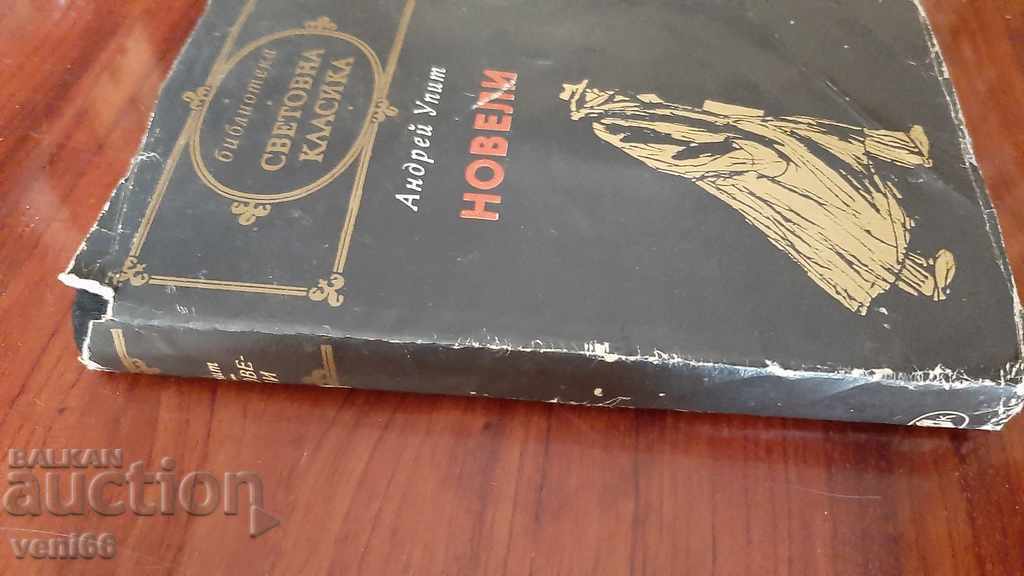 библиотека
СВЕТОВНА
КЛАСИКА
Андрей Упит
НОВЕЛИ
BALKAN
auction
veni66